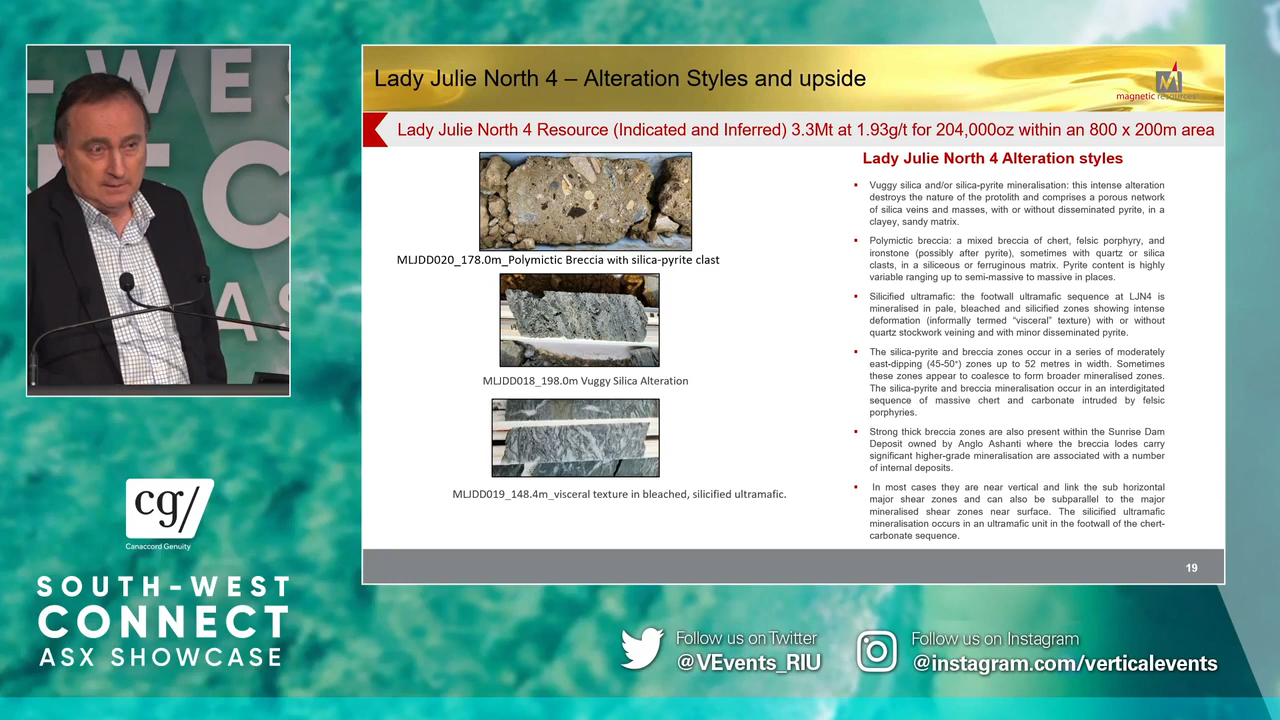 Lady Julie North 4 – Alteration Styles and upside
magnetic resources
Lady Julie North 4 Resource (Indicated and Inferred) 3.3Mt at 1.93g/t for 204,000oz within an 800 x 200m area
MLJDD020_178.0m_Polymictic Breccia with silica-pyrite clast
MLJDD018_198.0m Vuggy Silica Alteration
MLJDD019_148.4m_visceral texture in bleached, silicified ultramafic.
Lady Julie North 4 Alteration styles
▪ Vuggy silica and/or silica-pyrite mineralisation: this intense alteration
destroys the nature of the protolith and comprises a porous network
of silica veins and masses, with or without disseminated pyrite, in a
clayey, sandy matrix.
▪ Polymictic breccia: a mixed breccia of chert, felsic porphyry, and
ironstone (possibly after pyrite), sometimes with quartz or silica
clasts, in a siliceous or ferruginous matrix. Pyrite content is highly
variable ranging up to semi-massive to massive in places.
▪ Silicified ultramafic: the footwall ultramafic sequence at LJN4 is
mineralised in pale, bleached and silicified zones showing intense
deformation (informally termed “visceral” texture) with or without
quartz stockwork veining and with minor disseminated pyrite.
▪ The silica-pyrite and breccia zones occur in a series of moderately
east-dipping (45-50°) zones up to 52 metres in width. Sometimes
these zones appear to coalesce to form broader mineralised zones.
The silica-pyrite and breccia mineralisation occur in an interdigitated
sequence of massive chert and carbonate intruded by felsic
porphyries.
▪ Strong thick breccia zones are also present within the Sunrise Dam
Deposit owned by Anglo Ashanti where the breccia lodes carry
significant higher-grade mineralisation are associated with a number
of internal deposits.
▪ In most cases they are near vertical and link the sub horizontal
major shear zones and can also be subparallel to the major
mineralised shear zones near surface. The silicified ultramafic
mineralisation occurs in an ultramafic unit in the footwall of the chert-
carbonate sequence.
19
cg/
Canaccord Genuity
SOUTH-WEST
CONNECT
ASX SHOWCASE
Follow us on Twitter
@VEvents_RIU
Follow us on Instagram
@instagram.com/verticalevents